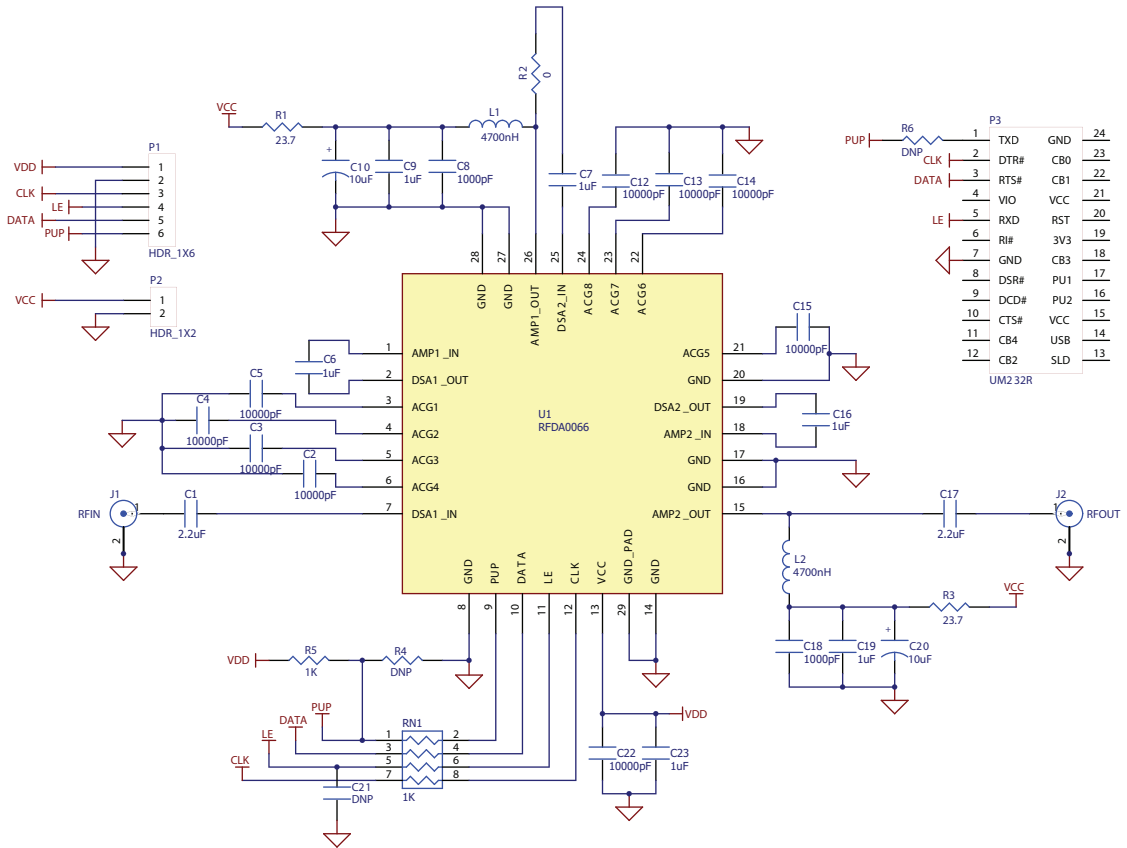 R2
0
VCC
R1
23.7
L1
4700nH
+
C10
10uF
C9
1uF
C8
1000pF
C7
1uF
C12
10000pF
C13
10000pF
C14
10000pF
P1
VDD
1
2
CLK
3
LE
4
DATA
5
PUP
6
HDR_1X6
P2
VCC
1
2
HDR_1X2
P3
PUP
R6
DNP
1 TXD GND 24
CLK 2 DTR# CB0 23
DATA 3 RTS# CB1 22
4 VIO VCC 21
LE 5 RXD RST 20
6 RI# 3V3 19
7 GND CB3 18
8 DSR# PU1 17
9 DCD# PU2 16
10 CTS# VCC 15
11 CB4 USB 14
12 CB2 SLD 13
UM232R
28 27 26 25 24 23 22
GND GND AMP1_OUT DSA2_IN ACG8 ACG7 ACG6
C6
1uF
1 AMP1_IN
2 DSA1_OUT
3 ACG1
4 ACG2
5 ACG3
6 ACG4
7 DSA1_IN
C5
10000pF
C4
10000pF
C3
10000pF
C2
10000pF
J1
RFIN
1
2
C1
2.2uF
U1
RFDA0066
ACG5 21
GND 20
DSA2_OUT 19
AMP2_IN 18
GND 17
GND 16
AMP2_OUT 15
C15
10000pF
C16
1uF
C17
2.2uF
J2
1
RFOUT
2
L2
4700nH
VCC
R3
23.7
C18
1000pF
C19
1uF
+
C20
10uF
GND PUP DATA LE CLK VCC GND_PAD GND
8 9 10 11 12 13 29 14
VDD
R5
1K
R4
DNP
PUP
DATA
LE
CLK
RN1
1 2
3 4
5 6
7 8
1K
C21
DNP
VDD
C22
10000pF
C23
1uF